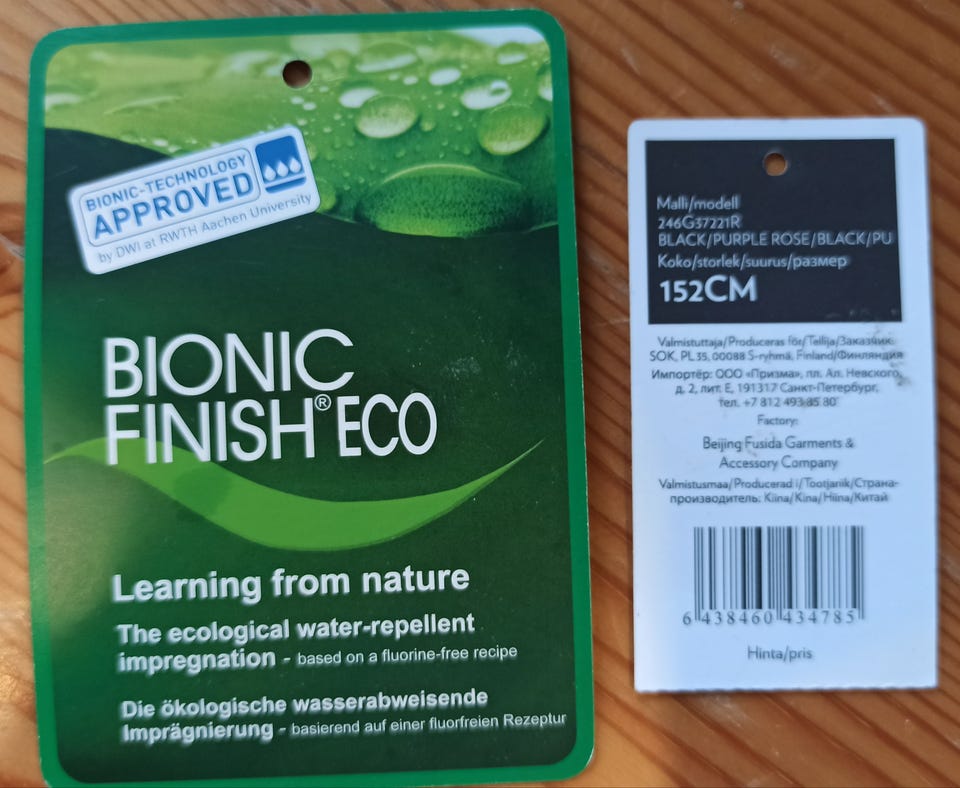 BIONIC-TECHNOLOGY
APPROVED
by DWI at RWTH Aachen University
BIONIC
FINISH® ECO
Learning from nature
The ecological water-repellent
impregnation - based on a fluorine-free recipe
Die ökologische wasserabweisende
Imprägnierung - basierend auf einer fluorfreien Rezeptur
Malli/modell
246G37221R
BLACK/PURPLE ROSE/BLACK/PU
Koko/storlek/suurus/размер
152CM
Valmistuttaja/Produceras för/Tellija/Заказчик:
SOK, PL 35, 00088 S-ryhmä, Finland/Финляндия
Импортёр: ООО «Призма», пл. Ал. Невского,
д. 2, лит. Е, 191317 Санкт-Петербург,
тел. +7 812 493 85 80
Factory:
Beijing Fusida Garments &
Accessory Company
Valmistusmaa/Producerad i/Tootjariik/Страна-
производитель: Kiina/Kina/Hiina/Китай
6 438460 434785
Hinta/pris